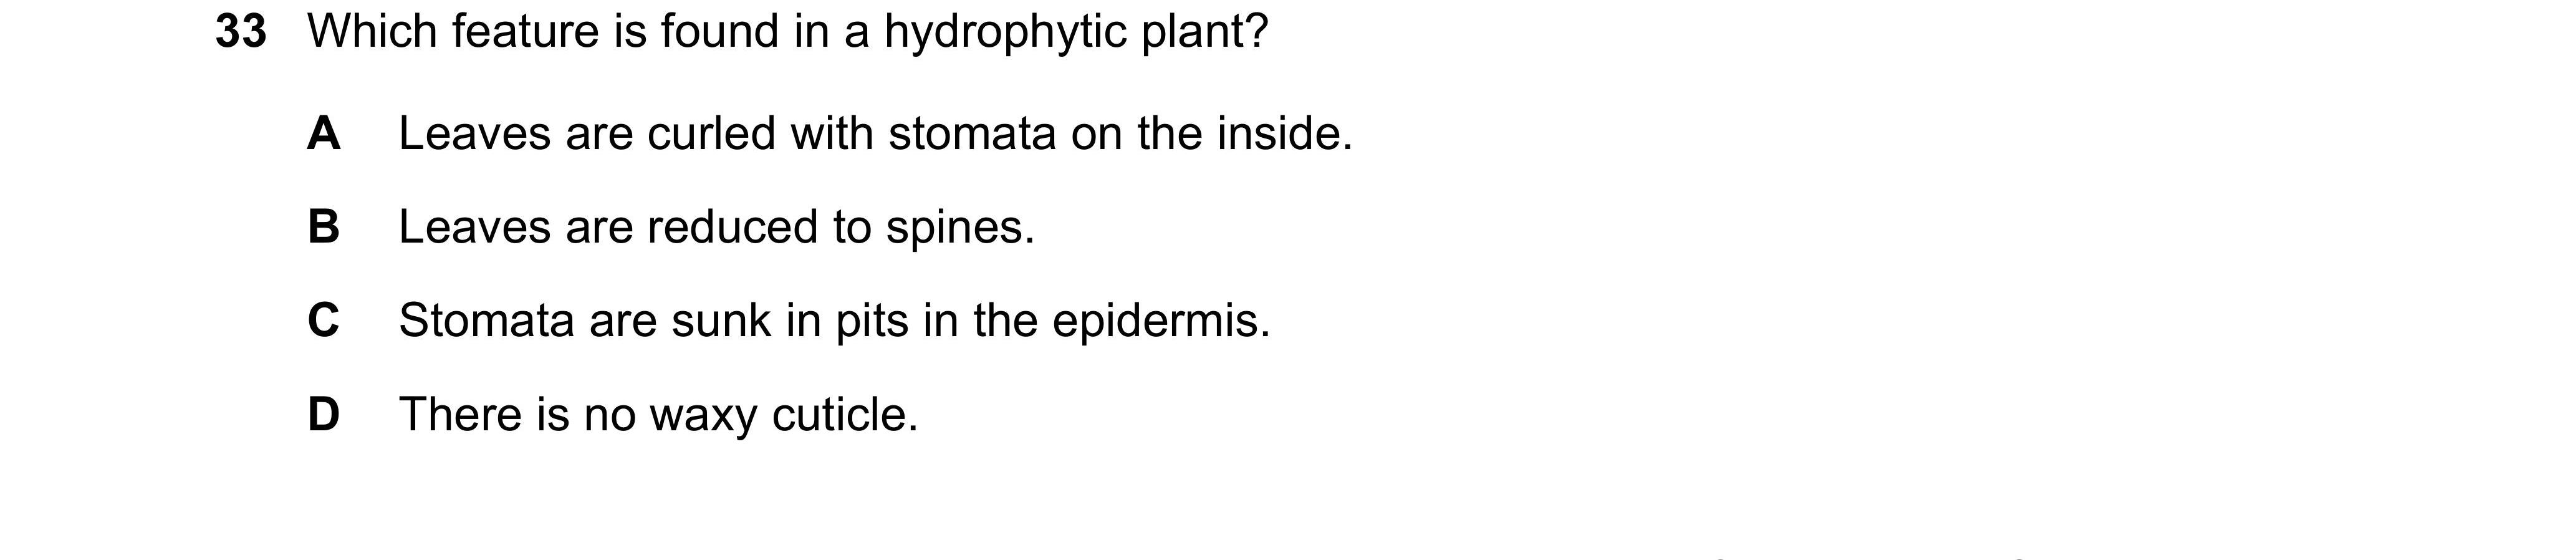 33 Which feature is found in a hydrophytic plant?
A Leaves are curled with stomata on the inside.
B Leaves are reduced to spines.
C Stomata are sunk in pits in the epidermis.
D There is no waxy cuticle.